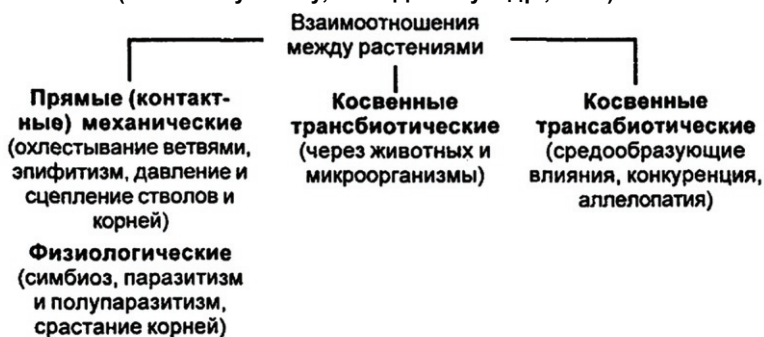 Взаимоотношения
между растениями
Прямые (контакт-
ные) механические
(охлестывание ветвями,
эпифитизм, давление и
сцепление стволов и
корней)
Физиологические
(симбиоз, паразитизм
и полупаразитизм,
срастание корней)
Косвенные
трансбиотические
(через животных и
микроорганизмы)
Косвенные
трансабиотические
(средообразующие
влияния, конкуренция,
аллелопатия)